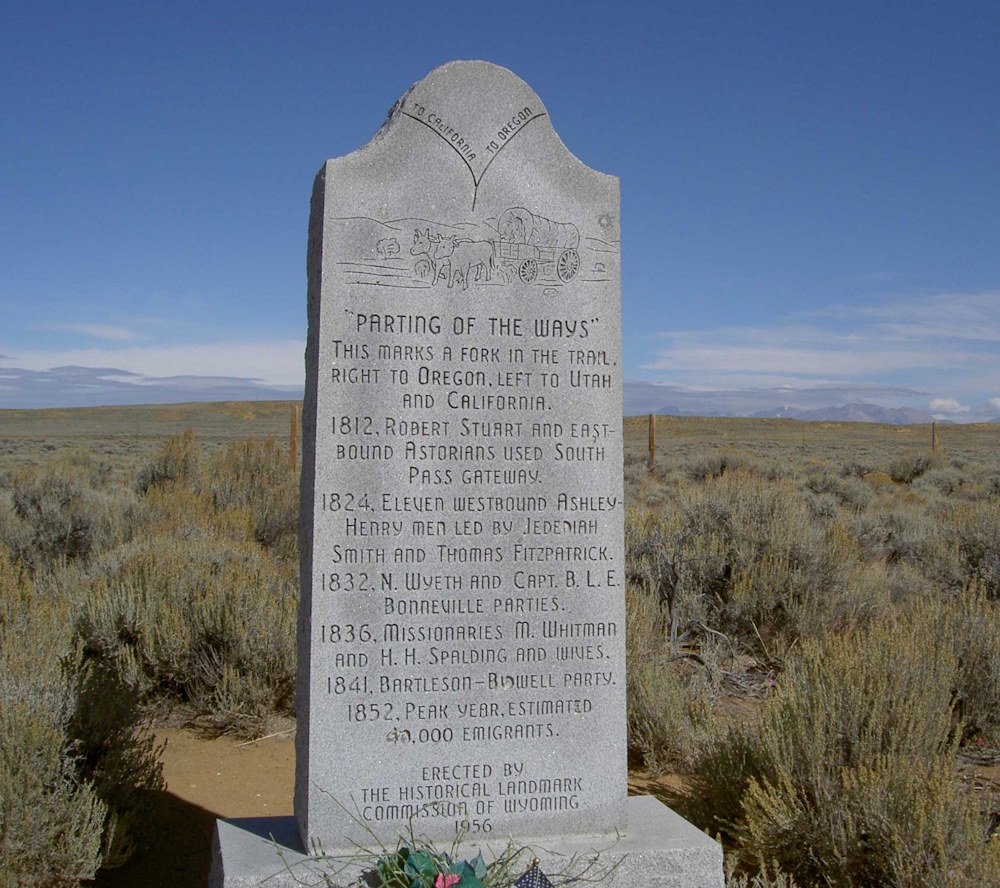 TO CALIFORNIA
TO OREGON
"PARTING OF THE WAYS"
THIS MARKS A FORK IN THE TRAIL.
RIGHT TO OREGON, LEFT TO UTAH
AND CALIFORNIA.
1812, ROBERT STUART AND EAST-
BOUND ASTORIANS USED SOUTH
PASS GATEWAY.
1824, ELEVEN WESTBOUND ASHLEY-
HENRY MEN LED BY JEDEDIAH
SMITH AND THOMAS FITZPATRICK.
1832, N. WYETH AND CAPT. B. L. E.
BONNEVILLE PARTIES.
1836, MISSIONARIES M. WHITMAN
AND H. H. SPALDING AND WIVES.
1841, BARTLESON-BIDWELL PARTY.
1852, PEAK YEAR, ESTIMATED
40,000 EMIGRANTS.
ERECTED BY
THE HISTORICAL LANDMARK
COMMISSION OF WYOMING
1956